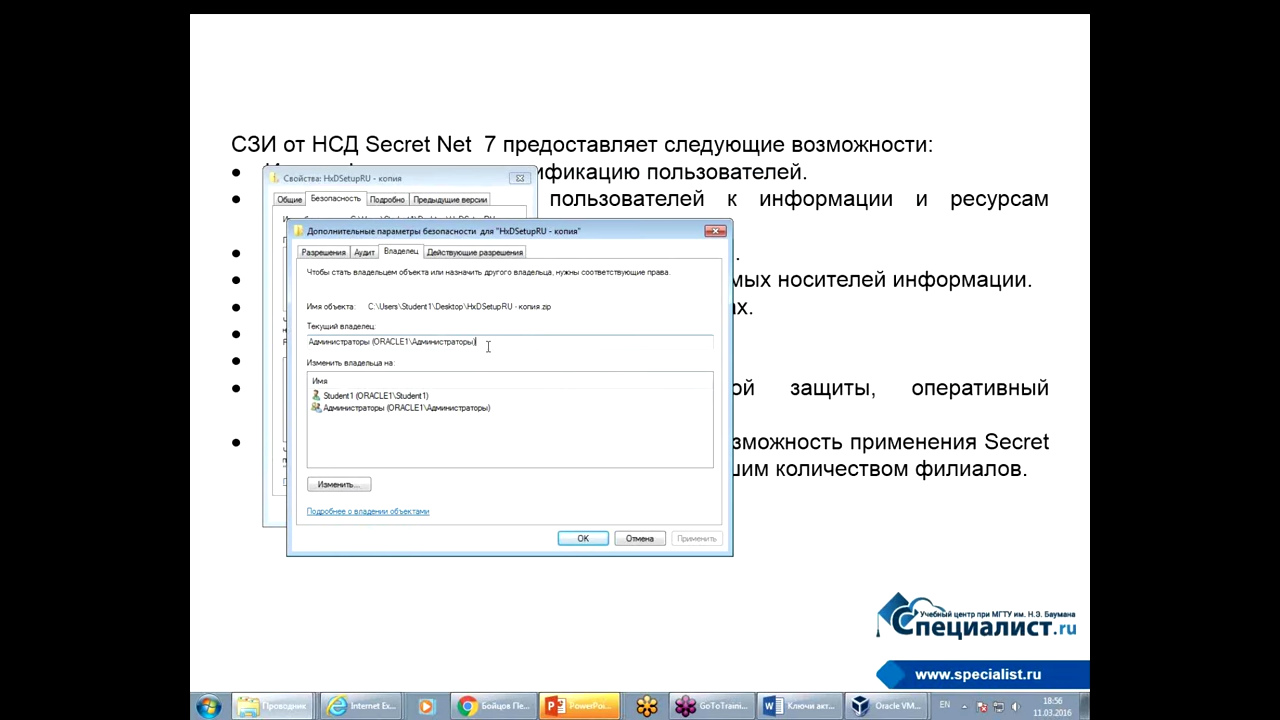 СЗИ от НСД Secret Net 7 предоставляет следующие возможности:
ификацию пользователей.
Свойства: HxDSetupRU - копия
Общие Безопасность Подробно Предыдущие версии
пользователей к информации и ресурсам
Дополнительные параметры безопасности для "HxDSetupRU - копия"
Разрешения Аудит Владелец Действующие разрешения
Чтобы стать владельцем объекта или назначить другого владельца, нужны соответствующие права.
мых носителей информации.
Имя объекта: C:\Users\Student1\Desktop\HxDSetupRU - копия.zip
ах.
Текущий владелец:
Администраторы (ORACLE1\Администраторы)
Изменить владельца на:
Имя
Student1 (ORACLE1\Student1)
Администраторы (ORACLE1\Администраторы)
ой защиты, оперативный
зможность применения Secret
шим количеством филиалов.
Изменить...
Подробнее о владении объектами
OK Отмена Применить
Учебный центр при МГТУ им. Н.Э. Баумана
Специалист.ru
www.specialist.ru
Проводник Internet Ex... Бойцов Пе... PowerPoi... GoToTraini... Ключи акт... Oracle VM... EN 18:56
11.03.2016